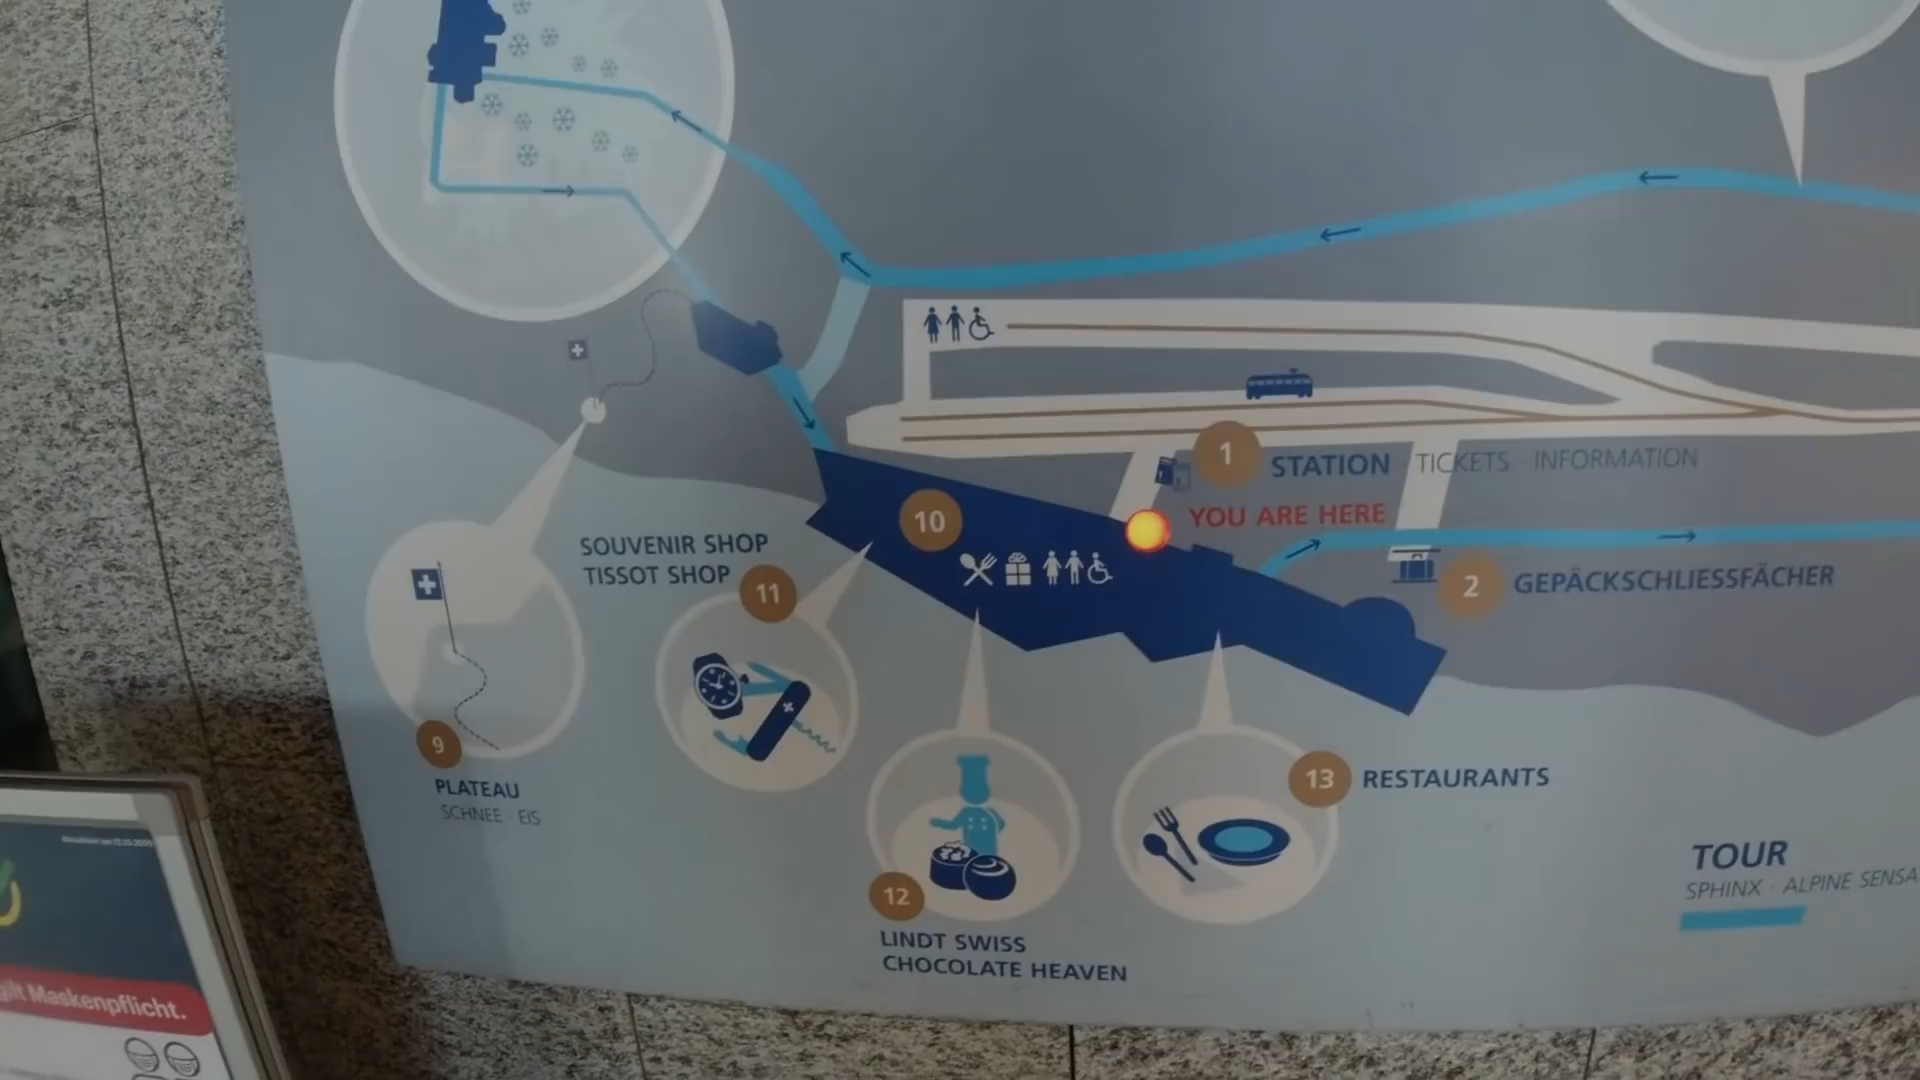 1
STATION · TICKETS · INFORMATION
YOU ARE HERE
10
2
GEPÄCKSCHLIESSFÄCHER
SOUVENIR SHOP
TISSOT SHOP
11
9
PLATEAU
SCHNEE · EIS
13
RESTAURANTS
12
LINDT SWISS
CHOCOLATE HEAVEN
TOUR
SPHINX · ALPINE SENSA
gilt Maskenpflicht.